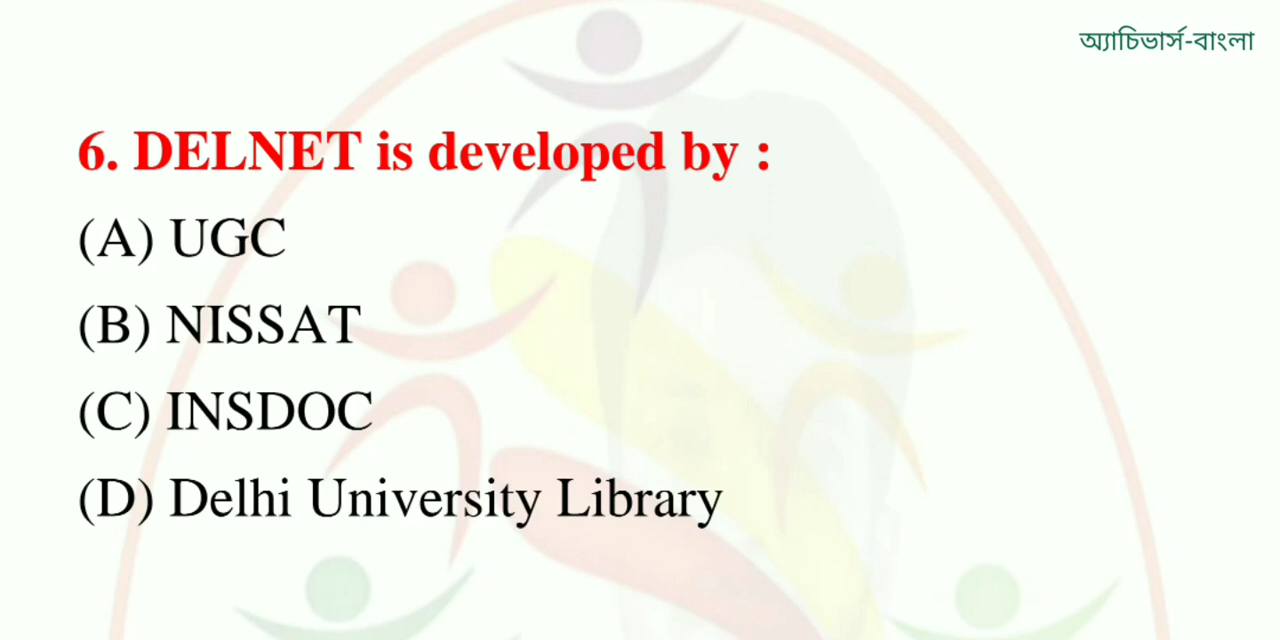 অ্যাচিভার্স-বাংলা
6. DELNET is developed by :
(A) UGC
(B) NISSAT
(C) INSDOC
(D) Delhi University Library